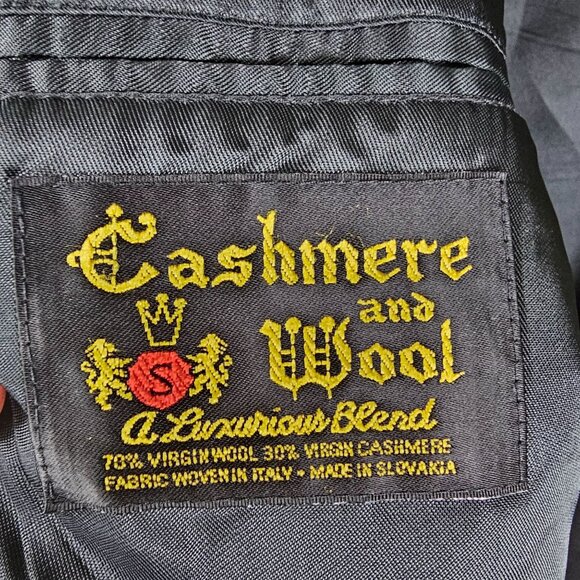 Cashmere
and
Wool
S
A Luxurious Blend
70% VIRGIN WOOL 30% VIRGIN CASHMERE
FABRIC WOVEN IN ITALY • MADE IN SLOVAKIA